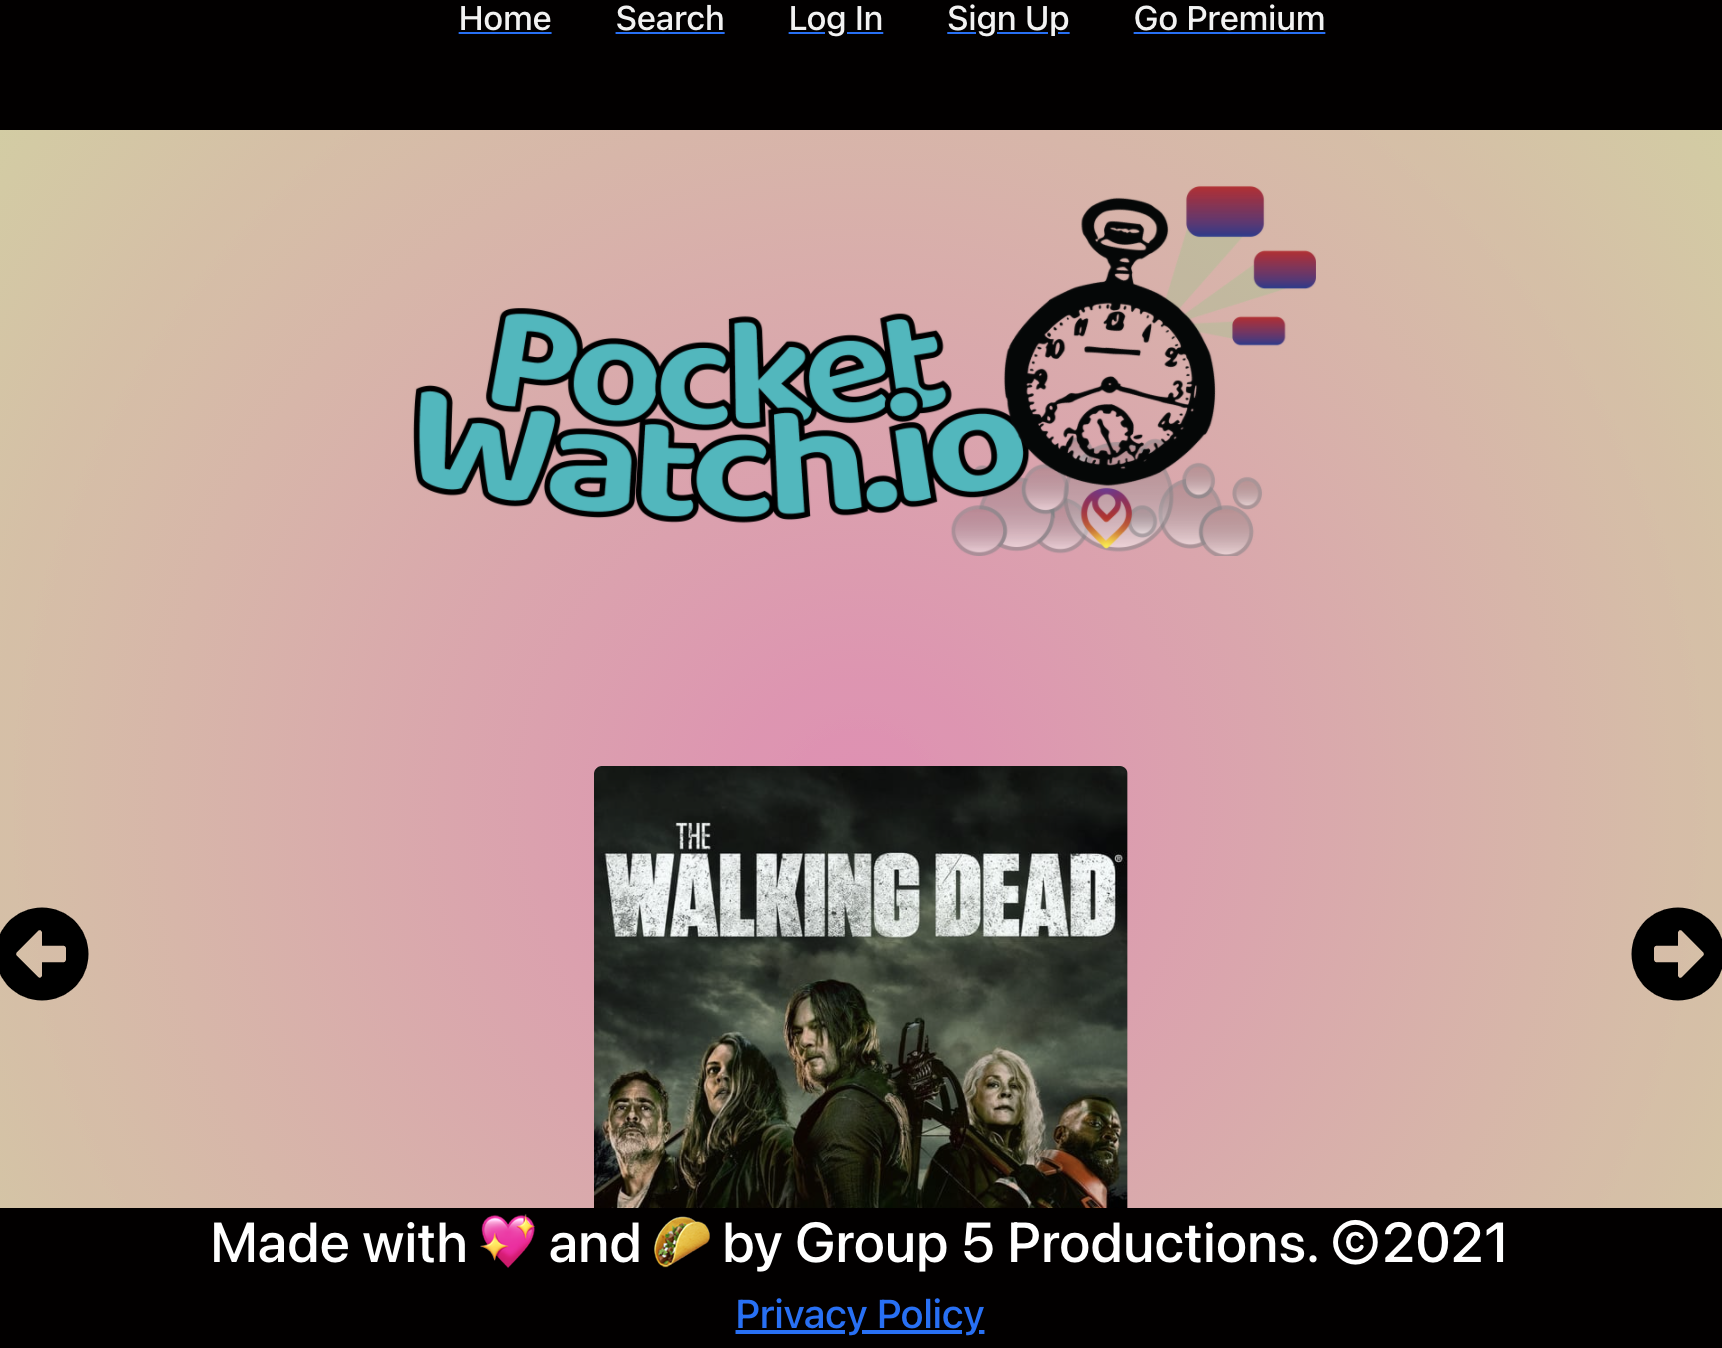 Home Search Log In Sign Up Go Premium
Pocket
Watch.io
THE
WALKING DEAD®
Made with 💖 and 🌮 by Group 5 Productions. ©2021
Privacy Policy